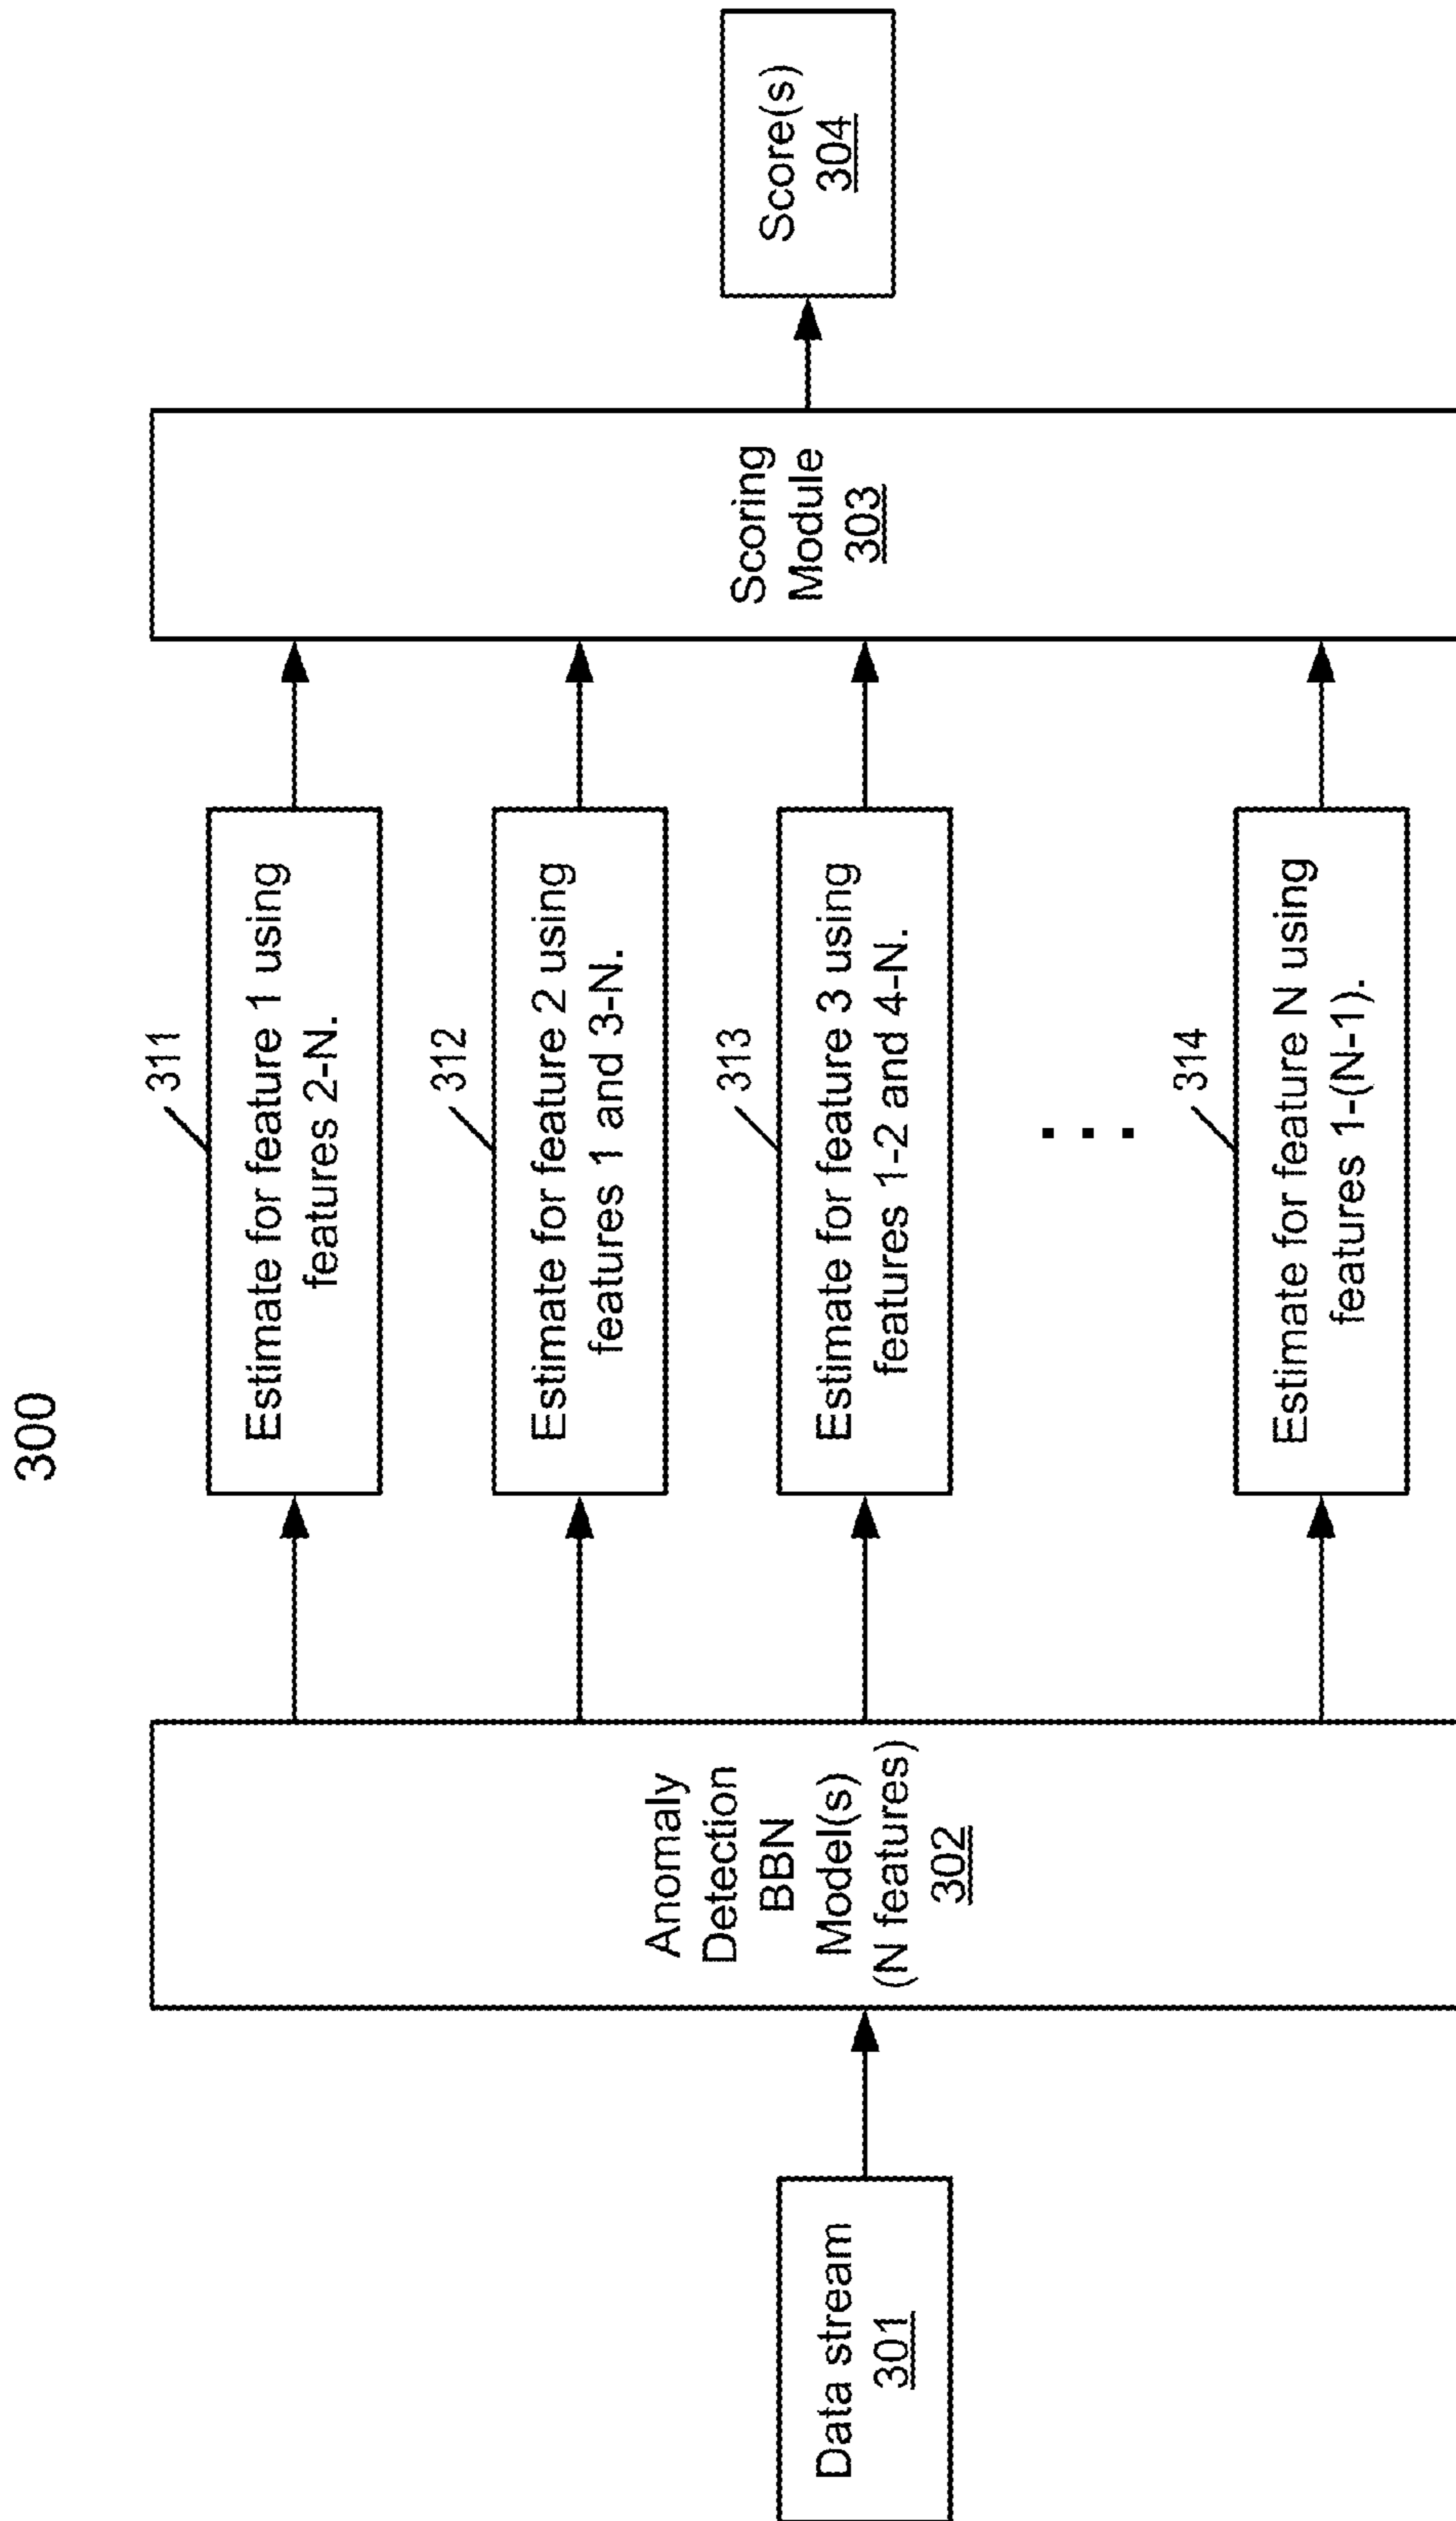 300
Data stream
301
Anomaly
Detection
BBN
Model(s)
(N features)
302
311
Estimate for feature 1 using
features 2-N.
312
Estimate for feature 2 using
features 1 and 3-N.
313
Estimate for feature 3 using
features 1-2 and 4-N.
. . .
314
Estimate for feature N using
features 1-(N-1).
Scoring
Module
303
Score(s)
304